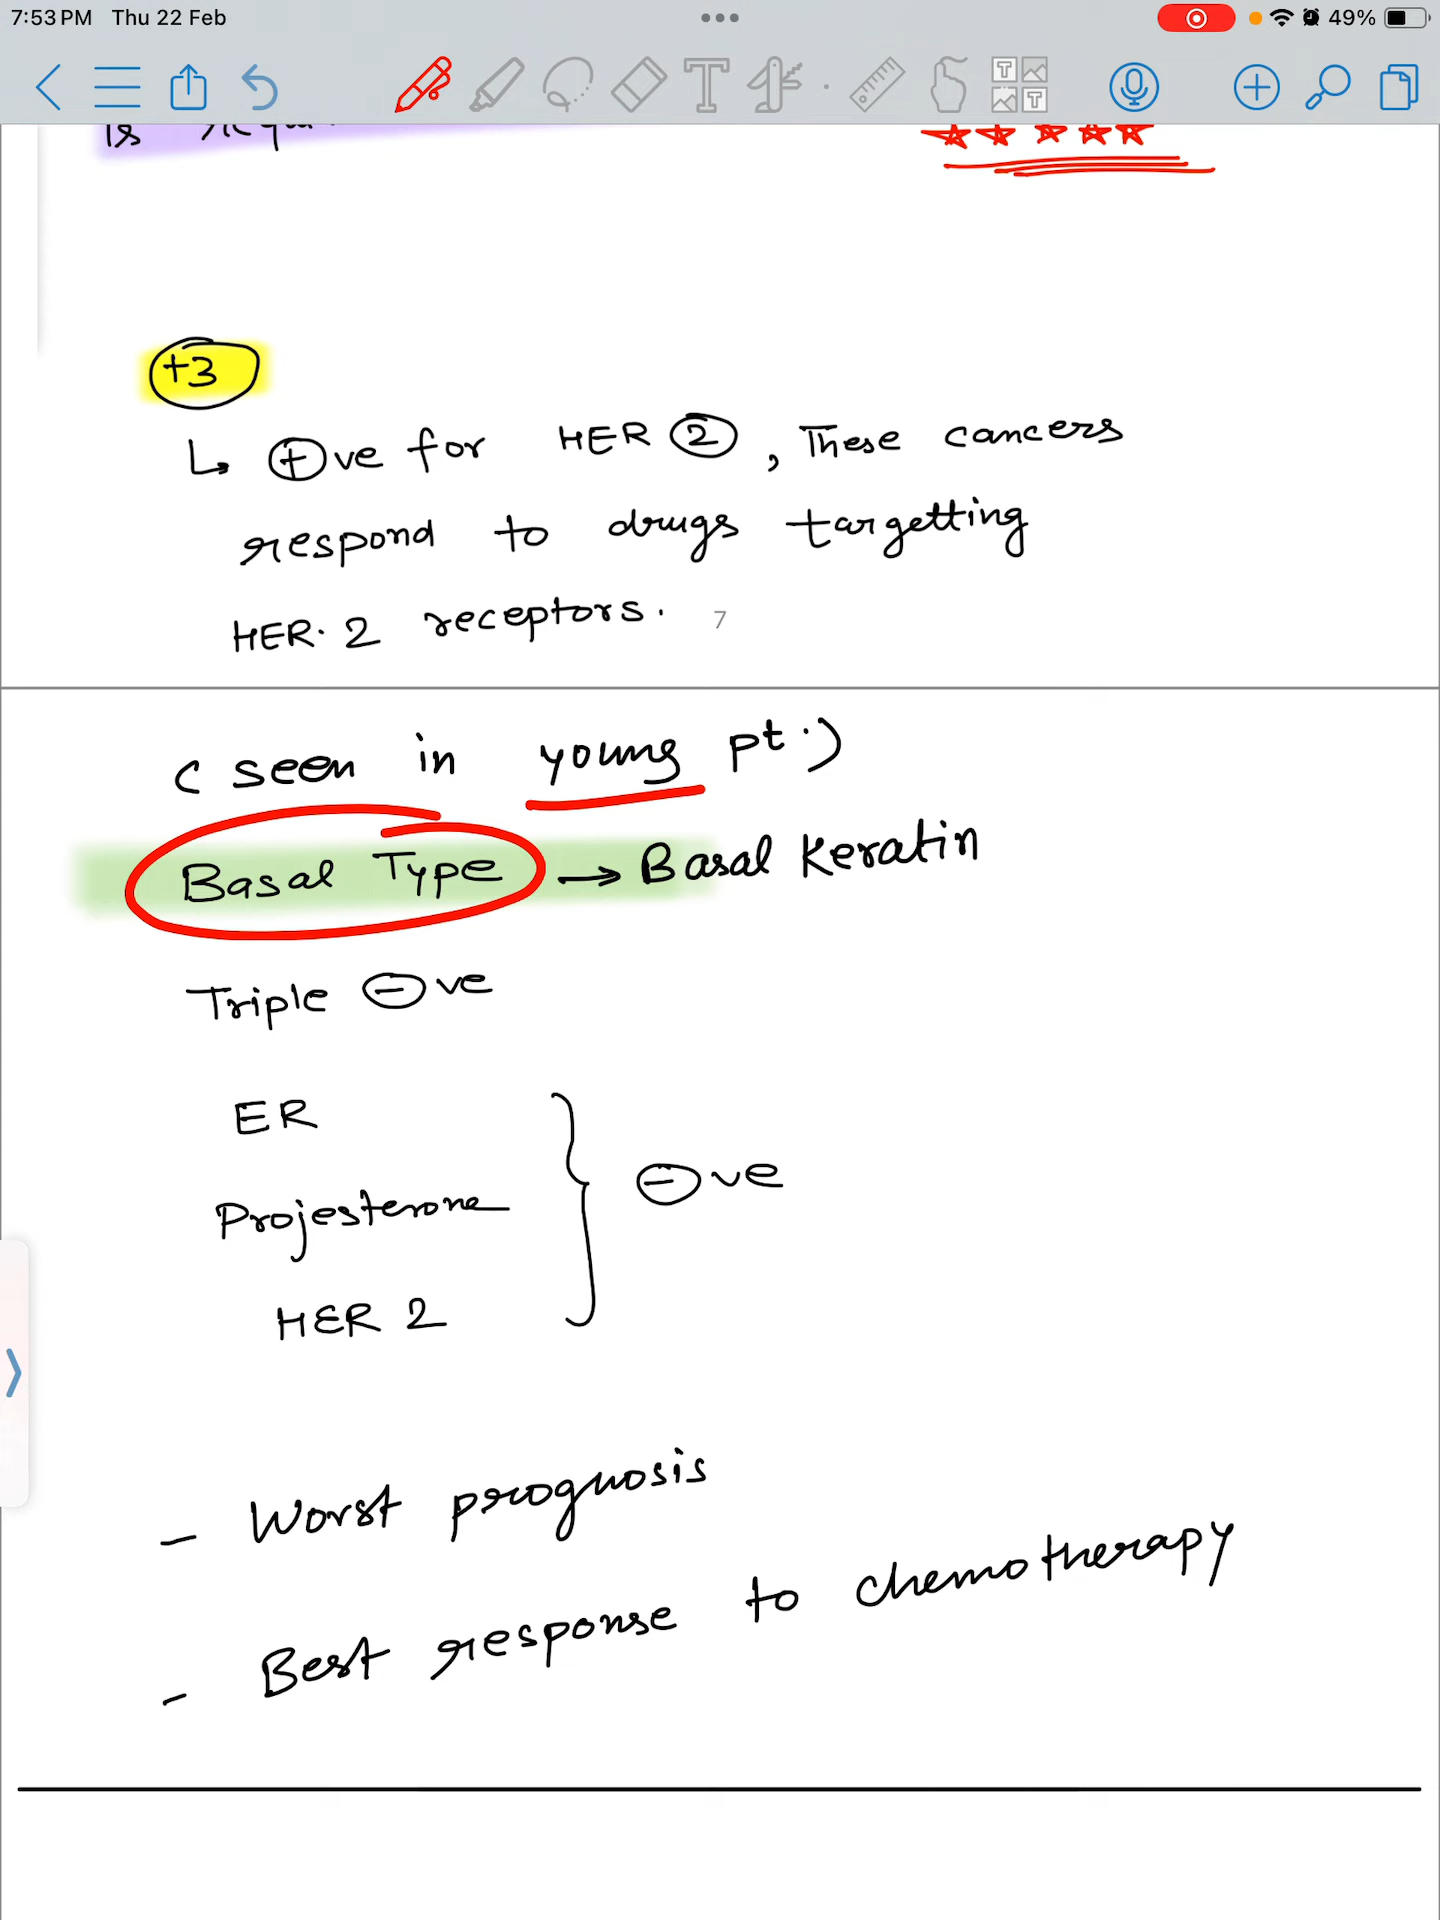 7:53 PM Thu 22 Feb
49%
is
+3
↳ ⊕ve for HER ②, These cancers
respond to drugs targetting
HER. 2 receptors.
7
( seen in young pt.)
Basal Type → Basal Keratin
Triple ⊖ve
ER
Projesterone
HER 2
⊖ve
- Worst prognosis
- Best response to chemotherapy